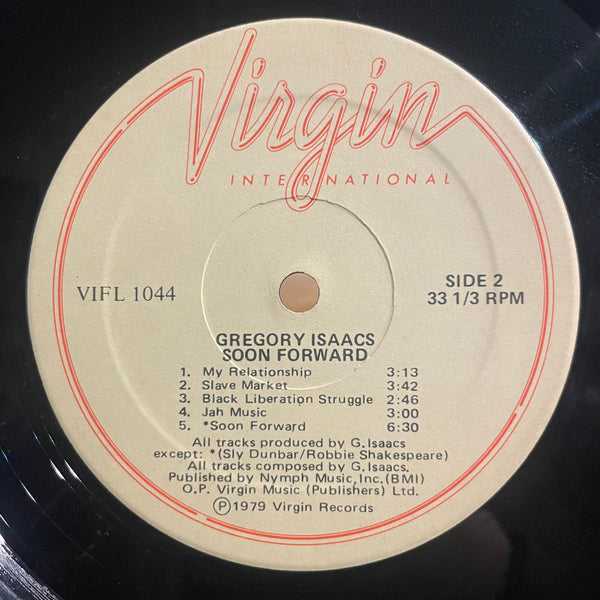 Virgin
INTERNATIONAL
VIFL 1044
SIDE 2
33 1/3 RPM
GREGORY ISAACS
SOON FORWARD
1. My Relationship 3:13
2. Slave Market 3:42
3. Black Liberation Struggle 2:46
4. Jah Music 3:00
5. *Soon Forward 6:30
All tracks produced by G.Isaacs
except: *(Sly Dunbar/Robbie Shakespeare)
All tracks composed by G.Isaacs.
Published by Nymph Music,Inc.(BMI)
O.P. Virgin Music (Publishers) Ltd.
Ⓟ1979 Virgin Records